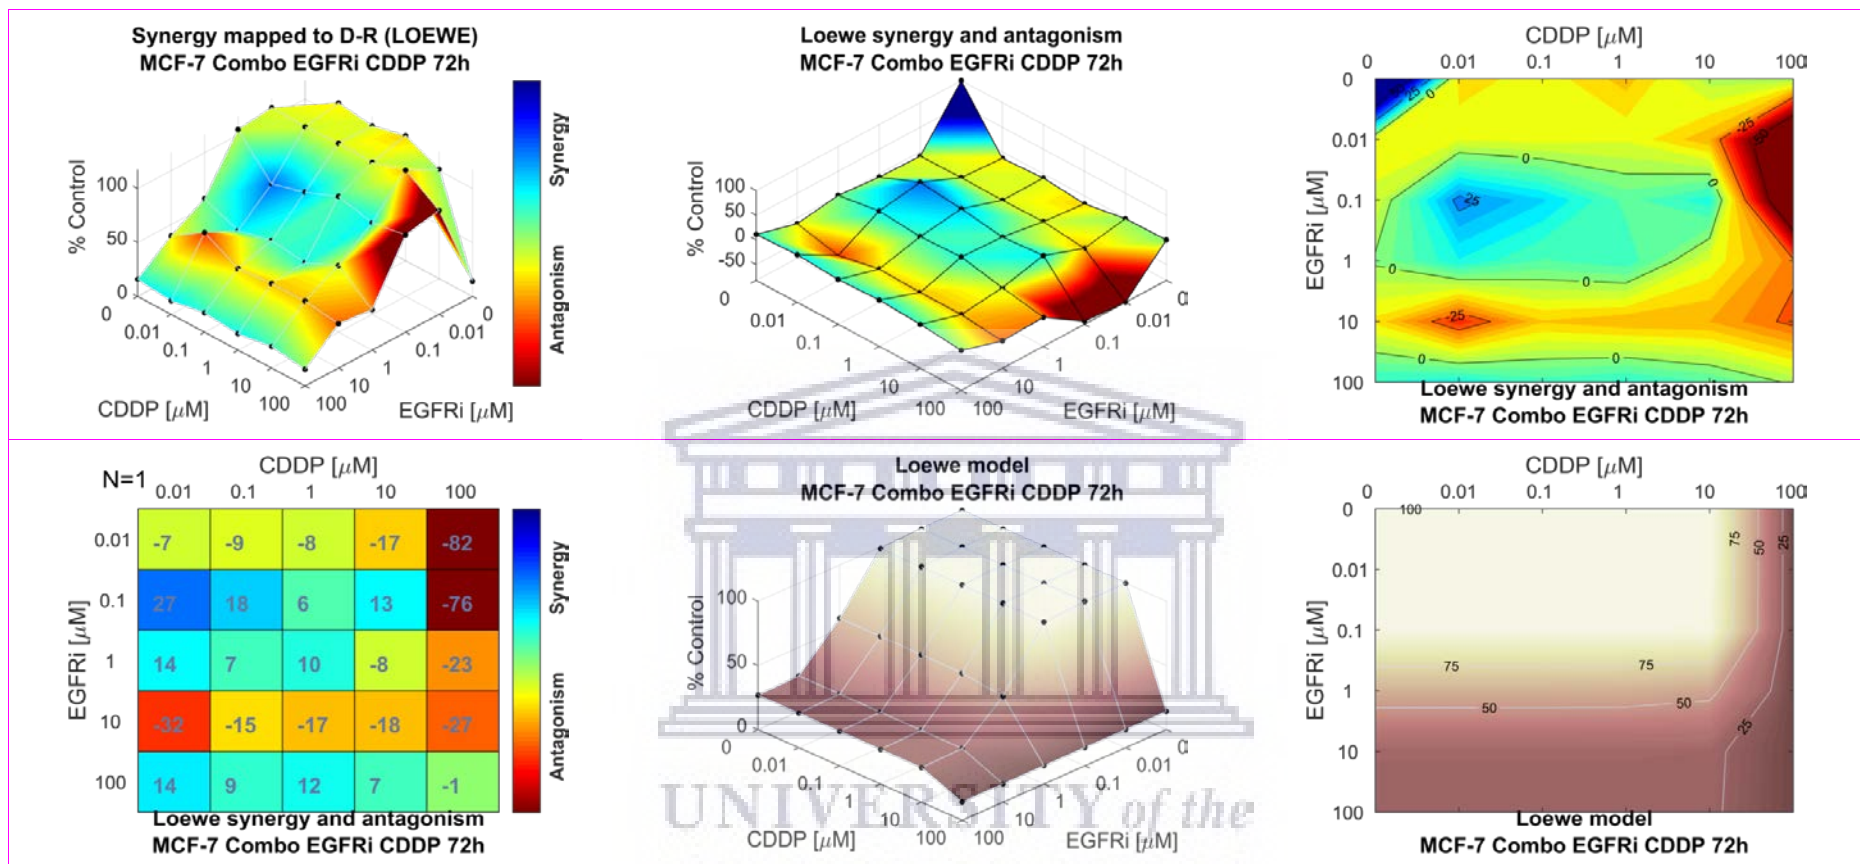 Synergy mapped to D-R (LOEWE)
MCF-7 Combo EGFRi CDDP 72h
% Control
100
50
0
0
0.01
0.1
1
10
100
CDDP [μM]
100
10
1
0.1
0.01
0
EGFRi [μM]
Synergy
Antagonism
Loewe synergy and antagonism
MCF-7 Combo EGFRi CDDP 72h
% Control
100
50
0
-50
0
0.01
0.1
1
10
100
CDDP [μM]
100
10
1
0.1
0.01
EGFRi [μM]
CDDP [μM]
0 0.01 0.1 1 10 100
EGFRi [μM]
0
0.01
0.1
1
10
100
25
0
-25
-50
0
0
25
0
0
-25
0
0
Loewe synergy and antagonism
MCF-7 Combo EGFRi CDDP 72h
N=1
CDDP [μM]
0.01 0.1 1 10 100
EGFRi [μM]
0.01 -7 -9 -8 -17 -82
0.1 27 18 6 13 -76
1 14 7 10 -8 -23
10 -32 -15 -17 -18 -27
100 14 9 12 7 -1
Synergy
Antagonism
Loewe synergy and antagonism
MCF-7 Combo EGFRi CDDP 72h
Loewe model
MCF-7 Combo EGFRi CDDP 72h
% Control
100
50
0
0
0.01
0.1
1
10
100
CDDP [μM]
100
10
1
0.1
0.01
EGFRi [μM]
UNIVERSITY of the
CDDP [μM]
0 0.01 0.1 1 10 100
EGFRi [μM]
0
0.01
0.1
1
10
100
100
75
50
25
75
75
50
50
25
Loewe model
MCF-7 Combo EGFRi CDDP 72h